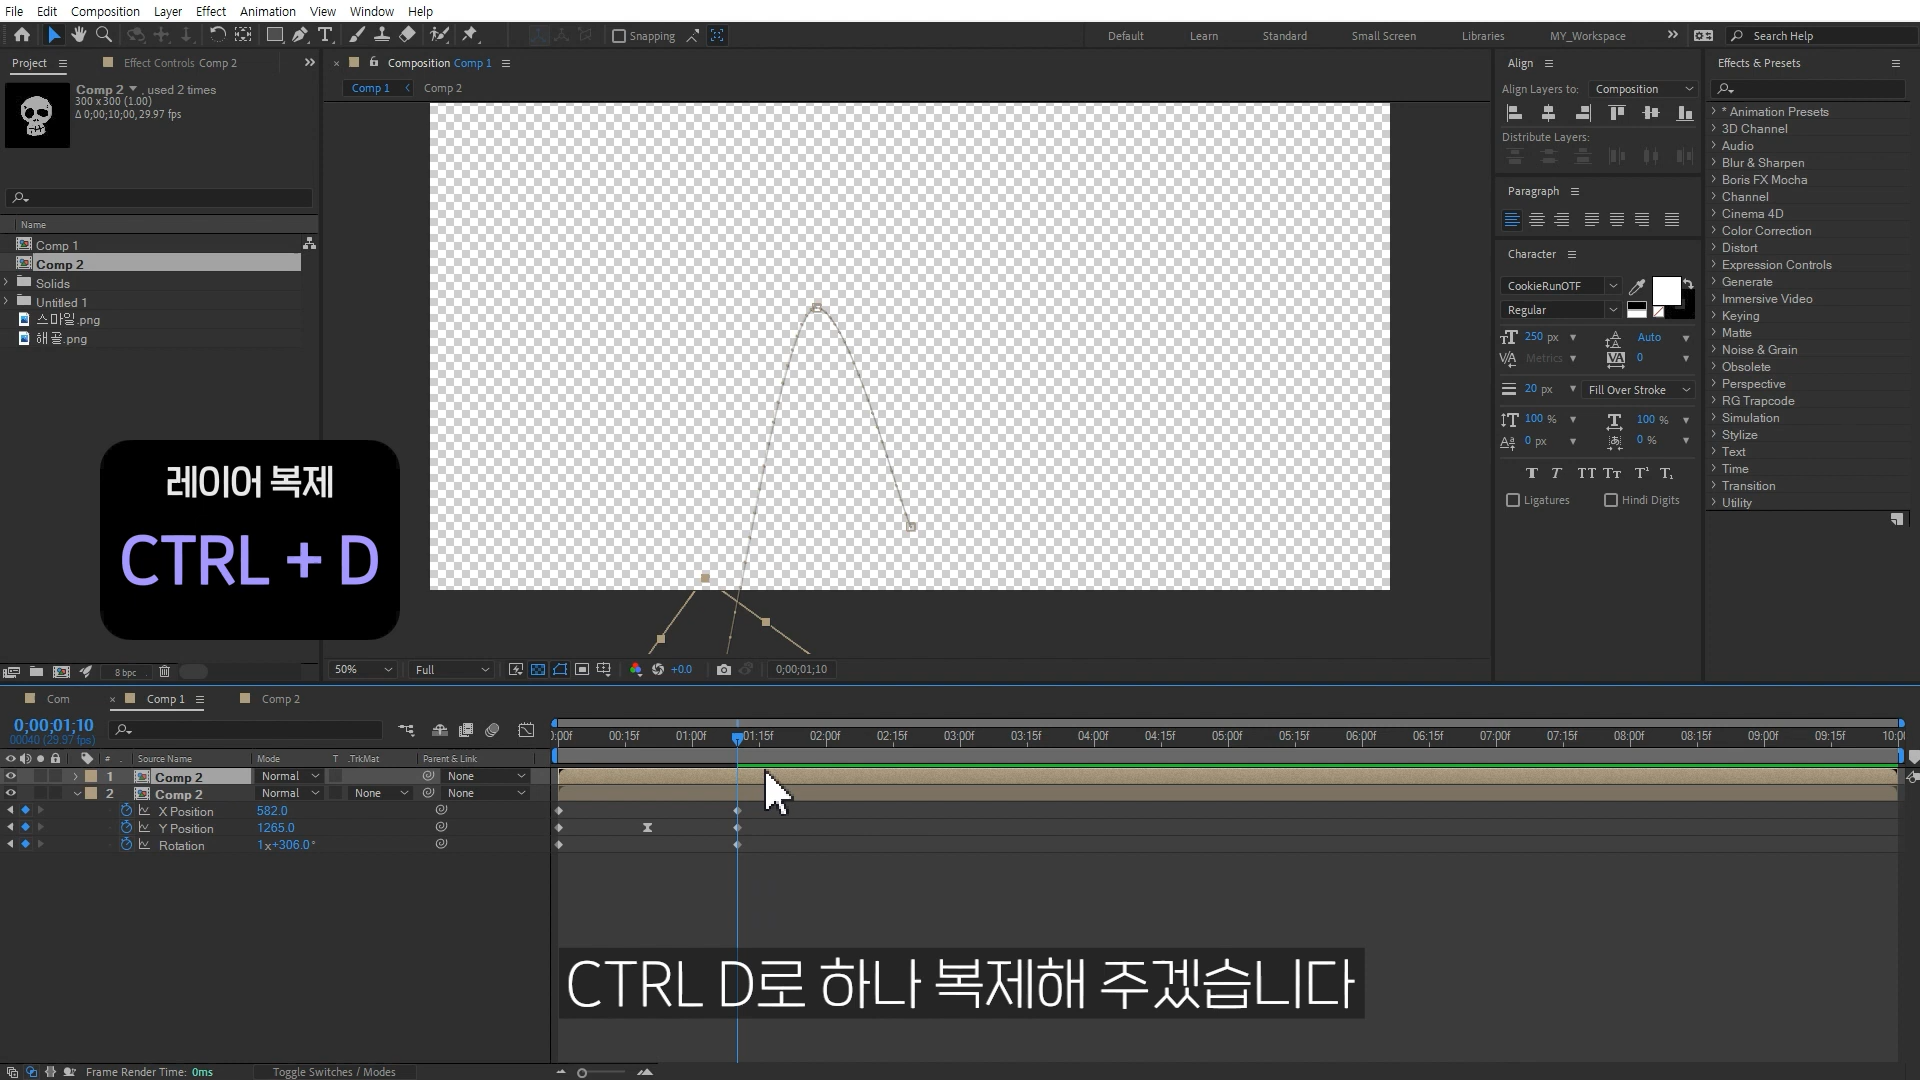 File Edit Composition Layer Effect Animation View Window Help
Snapping
Default Learn Standard Small Screen Libraries MY_Workspace Search Help
Project
Effect Controls Comp 2
Comp 2 , used 2 times
300 x 300 (1.00)
Δ 0;00;10;00, 29.97 fps
Name
Comp 1
Comp 2
Solids
Untitled 1
스마일.png
해골.png
8 bpc
Composition Comp 1
Comp 1 Comp 2
50% Full +0.0 0;00;01;10
레이어 복제
CTRL + D
Align
Align Layers to: Composition
Distribute Layers:
Paragraph
Character
CookieRunOTF
Regular
250 px Auto
Metrics 0
20 px Fill Over Stroke
100 % 100 %
0 px 0 %
Ligatures Hindi Digits
Effects & Presets
* Animation Presets
3D Channel
Audio
Blur & Sharpen
Boris FX Mocha
Channel
Cinema 4D
Color Correction
Distort
Expression Controls
Generate
Immersive Video
Keying
Matte
Noise & Grain
Obsolete
Perspective
RG Trapcode
Simulation
Stylize
Text
Time
Transition
Utility
Com Comp 1 Comp 2
0;00;01;10
00040 (29.97 fps)
:00f 00:15f 01:00f 01:15f 02:00f 02:15f 03:00f 03:15f 04:00f 04:15f 05:00f 05:15f 06:00f 06:15f 07:00f 07:15f 08:00f 08:15f 09:00f 09:15f 10:0
# Source Name Mode T .TrkMat Parent & Link
1 Comp 2 Normal None
2 Comp 2 Normal None None
X Position 582.0
Y Position 1265.0
Rotation 1x+306.0°
CTRL D로 하나 복제해 주겠습니다
Frame Render Time: 0ms Toggle Switches / Modes